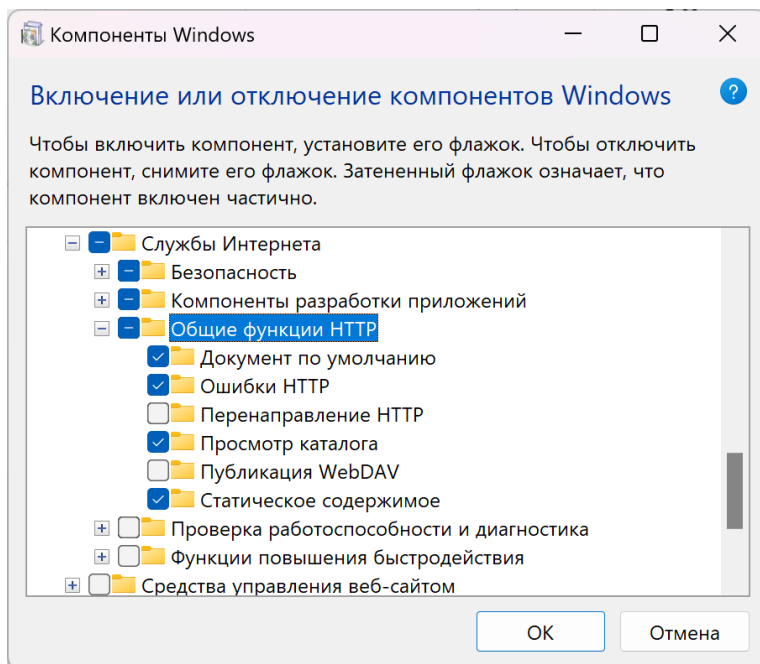 Компоненты Windows
Включение или отключение компонентов Windows
?
Чтобы включить компонент, установите его флажок. Чтобы отключить
компонент, снимите его флажок. Затененный флажок означает, что
компонент включен частично.
Службы Интернета
Безопасность
Компоненты разработки приложений
Общие функции HTTP
Документ по умолчанию
Ошибки HTTP
Перенаправление HTTP
Просмотр каталога
Публикация WebDAV
Статическое содержимое
Проверка работоспособности и диагностика
Функции повышения быстродействия
Средства управления веб-сайтом
ОК
Отмена